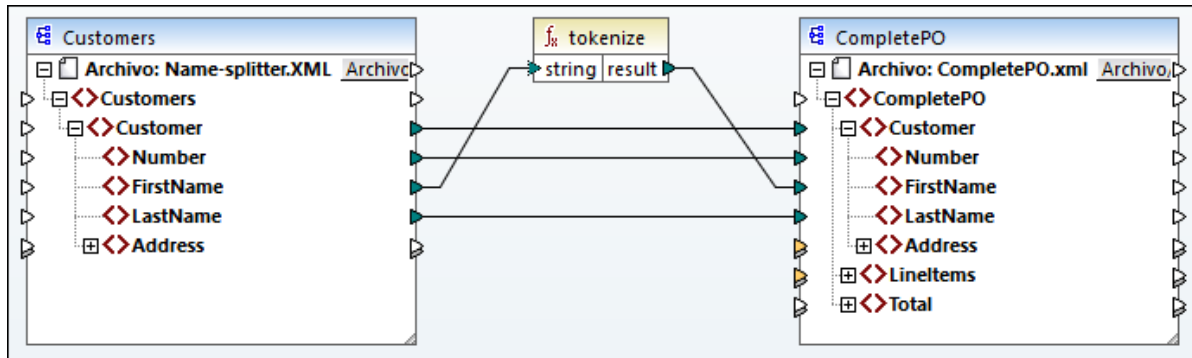 Customers
Archivo: Name-splitter.XML Archivo
Customers
Customer
Number
FirstName
LastName
Address
fx tokenize
string result
CompletePO
Archivo: CompletePO.xml Archivo/
CompletePO
Customer
Number
FirstName
LastName
Address
LineItems
Total